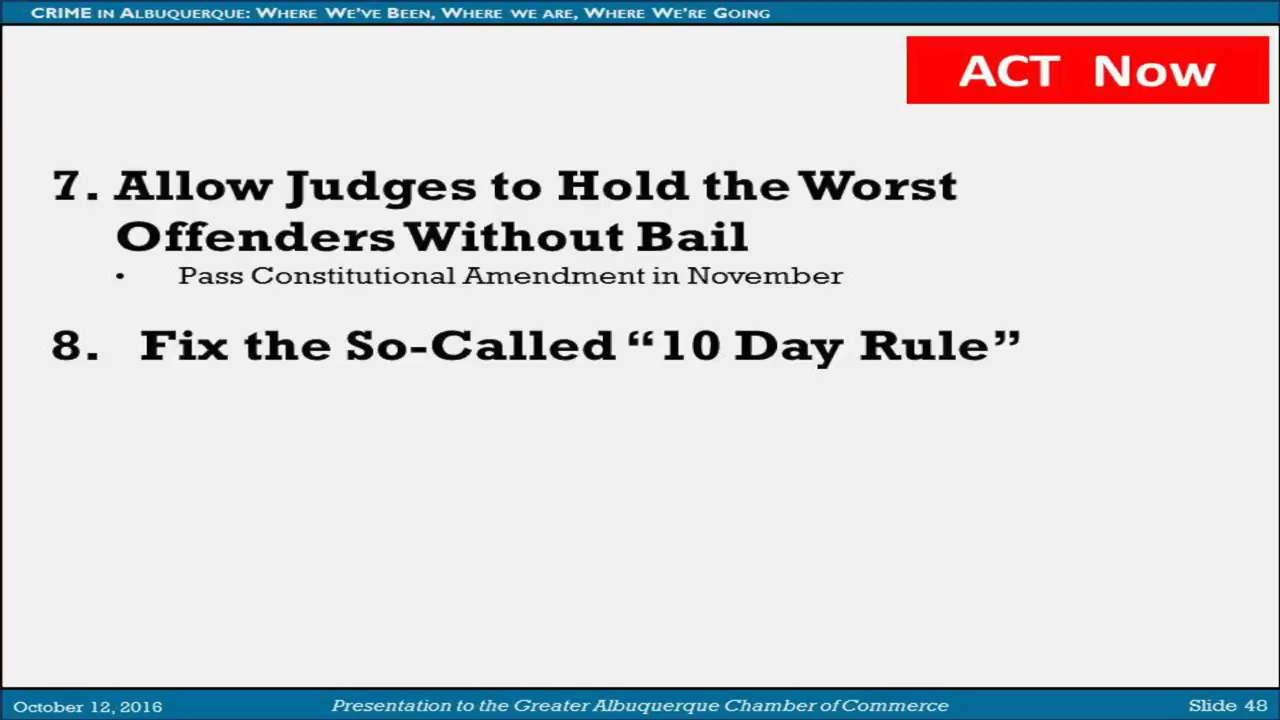 CRIME IN ALBUQUERQUE: WHERE WE'VE BEEN, WHERE WE ARE, WHERE WE'RE GOING
ACT Now
7. Allow Judges to Hold the Worst
Offenders Without Bail
• Pass Constitutional Amendment in November
8. Fix the So-Called “10 Day Rule”
October 12, 2016 Presentation to the Greater Albuquerque Chamber of Commerce Slide 48